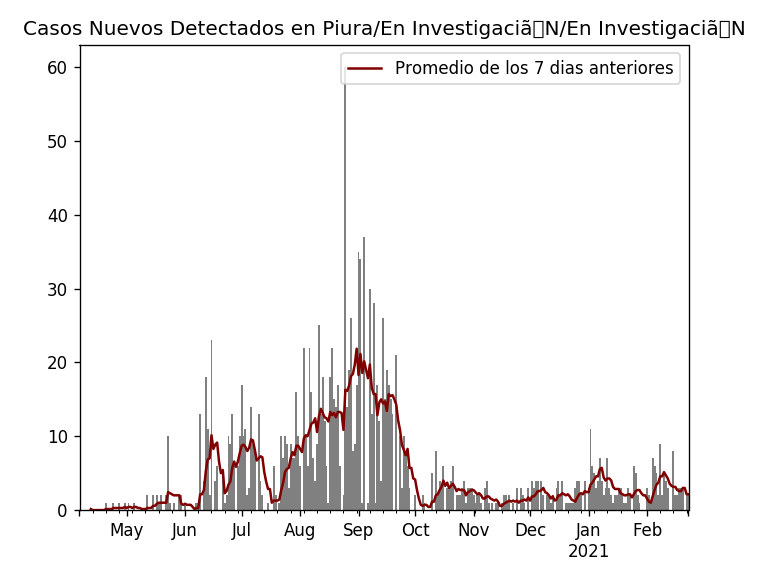 Casos Nuevos Detectados en Piura/En Investigaciã▯N/En Investigaciã▯N
Promedio de los 7 dias anteriores
60
50
40
30
20
10
0
May Jun Jul Aug Sep Oct Nov Dec Jan Feb
2021